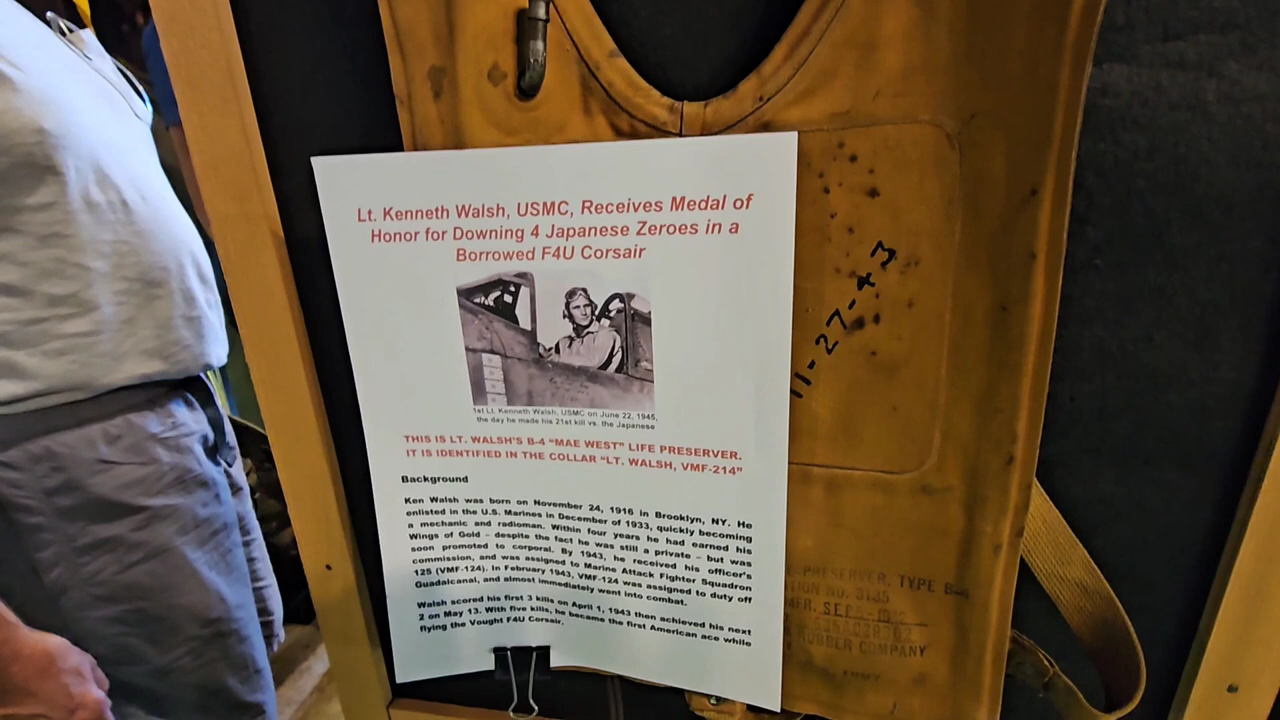 Lt. Kenneth Walsh, USMC, Receives Medal of
Honor for Downing 4 Japanese Zeroes in a
Borrowed F4U Corsair
1st Lt. Kenneth Walsh, USMC on June 22, 1945,
the day he made his 21st kill vs. the Japanese
THIS IS LT. WALSH'S B-4 "MAE WEST" LIFE PRESERVER.
IT IS IDENTIFIED IN THE COLLAR "LT. WALSH, VMF-214"
Background
Ken Walsh was born on November 24, 1916 in Brooklyn, NY. He
enlisted in the U.S. Marines in December of 1933, quickly becoming
a mechanic and radioman. Within four years he had earned his
Wings of Gold – despite the fact he was still a private – but was
soon promoted to corporal. By 1943, he received his officer's
commission, and was assigned to Marine Attack Fighter Squadron
125 (VMF-124). In February 1943, VMF-124 was assigned to duty off
Guadalcanal, and almost immediately went into combat.
Walsh scored his first 3 kills on April 1, 1943 then achieved his next
2 on May 13. With five kills, he became the first American ace while
flying the Vought F4U Corsair.
11-27-43
PRESERVER, TYPE B-4
NO. 3135
RUBBER COMPANY